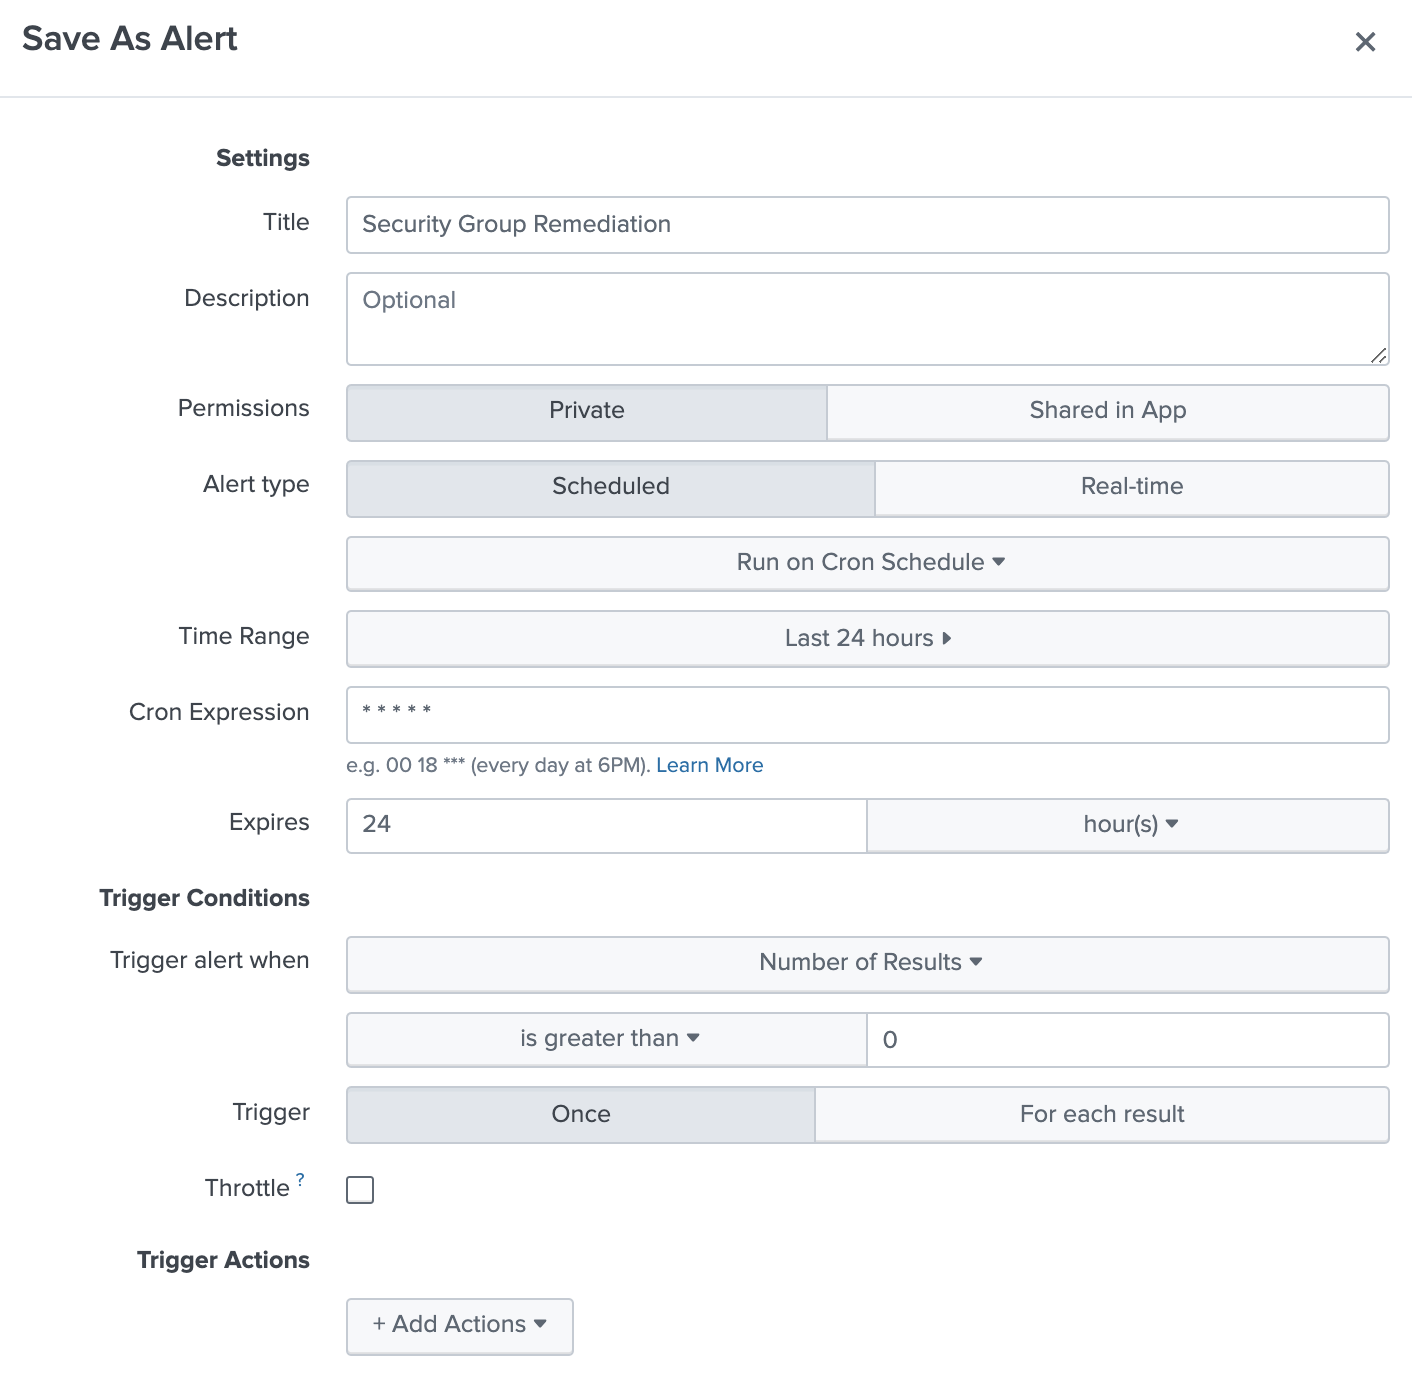 Save As Alert
Settings
Title
Security Group Remediation
Description
Optional
Permissions
Private
Shared in App
Alert type
Scheduled
Real-time
Run on Cron Schedule
Time Range
Last 24 hours
Cron Expression
* * * * *
e.g. 00 18 *** (every day at 6PM). Learn More
Expires
24
hour(s)
Trigger Conditions
Trigger alert when
Number of Results
is greater than
0
Trigger
Once
For each result
Throttle ?
Trigger Actions
+ Add Actions